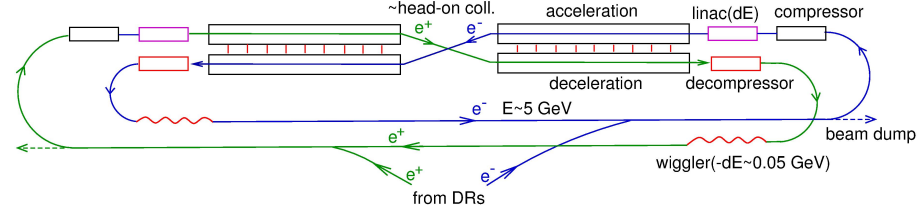 ~head-on coll.
acceleration
linac(dE)
compressor
e+
e-
deceleration
decompressor
e-
E~5 GeV
beam dump
e+
wiggler(-dE~0.05 GeV)
e+
e-
from DRs